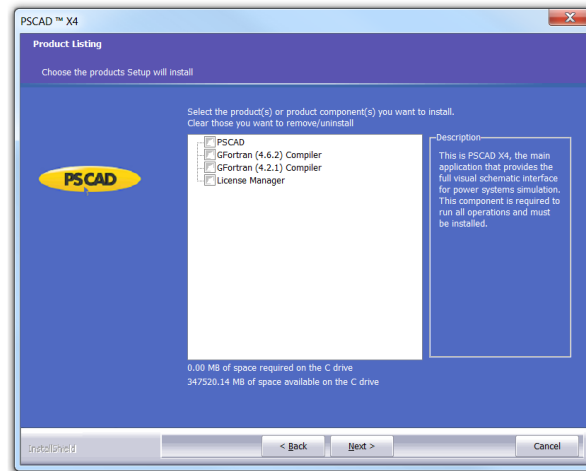 PSCAD ™ X4
Product Listing
Choose the products Setup will install
Select the product(s) or product component(s) you want to install.
Clear those you want to remove/uninstall
PSCAD
GFortran (4.6.2) Compiler
GFortran (4.2.1) Compiler
License Manager
Description
This is PSCAD X4, the main
application that provides the
full visual schematic interface
for power systems simulation.
This component is required to
run all operations and must
be installed.
PSCAD
0.00 MB of space required on the C drive
347520.14 MB of space available on the C drive
InstallShield
< Back
Next >
Cancel